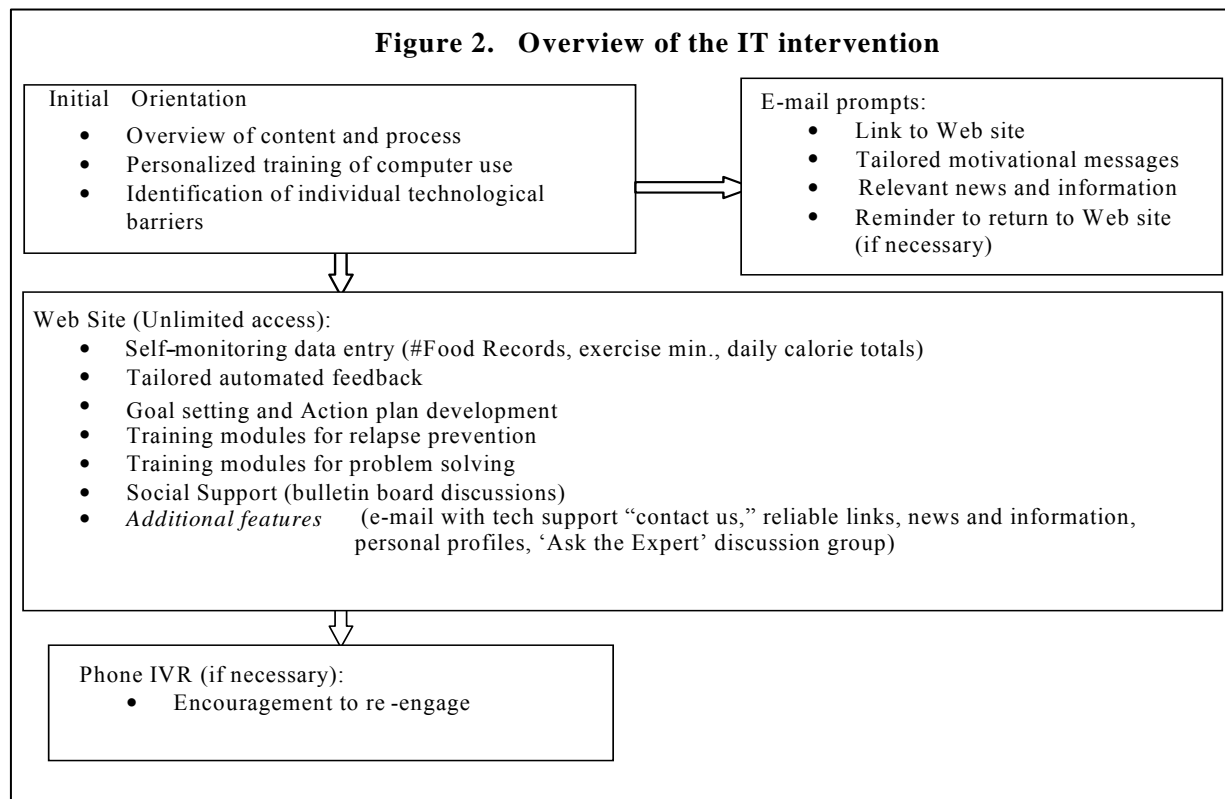 Figure 2. Overview of the IT intervention
Initial Orientation
• Overview of content and process
• Personalized training of computer use
• Identification of individual technological
barriers
E-mail prompts:
• Link to Web site
• Tailored motivational messages
• Relevant news and information
• Reminder to return to Web site
(if necessary)
Web Site (Unlimited access):
• Self-monitoring data entry (#Food Records, exercise min., daily calorie totals)
• Tailored automated feedback
• Goal setting and Action plan development
• Training modules for relapse prevention
• Training modules for problem solving
• Social Support (bulletin board discussions)
• Additional features (e-mail with tech support “contact us,” reliable links, news and information,
personal profiles, ‘Ask the Expert’ discussion group)
Phone IVR (if necessary):
• Encouragement to re -engage